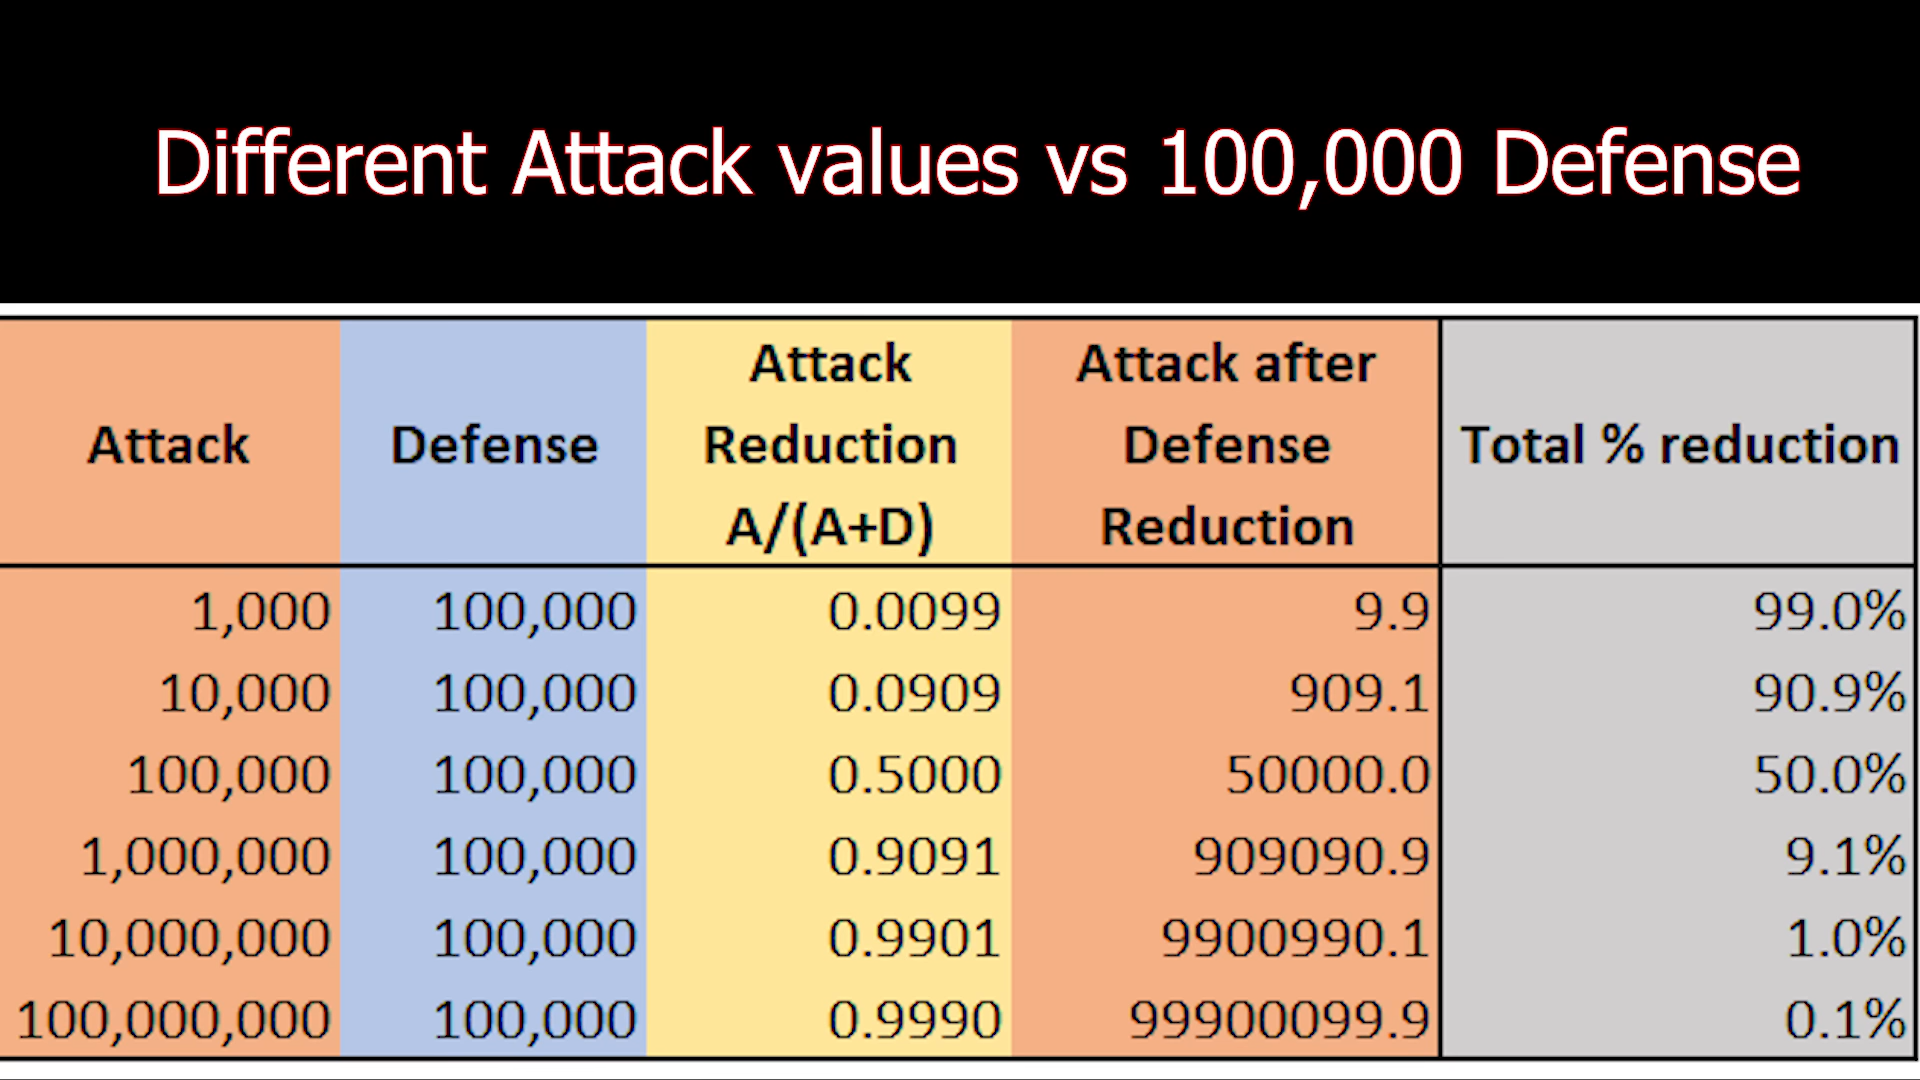 Different Attack values vs 100,000 Defense
Attack Defense Attack Reduction A/(A+D) Attack after Defense Reduction Total % reduction
1,000 100,000 0.0099 9.9 99.0%
10,000 100,000 0.0909 909.1 90.9%
100,000 100,000 0.5000 50000.0 50.0%
1,000,000 100,000 0.9091 909090.9 9.1%
10,000,000 100,000 0.9901 9900990.1 1.0%
100,000,000 100,000 0.9990 99900099.9 0.1%